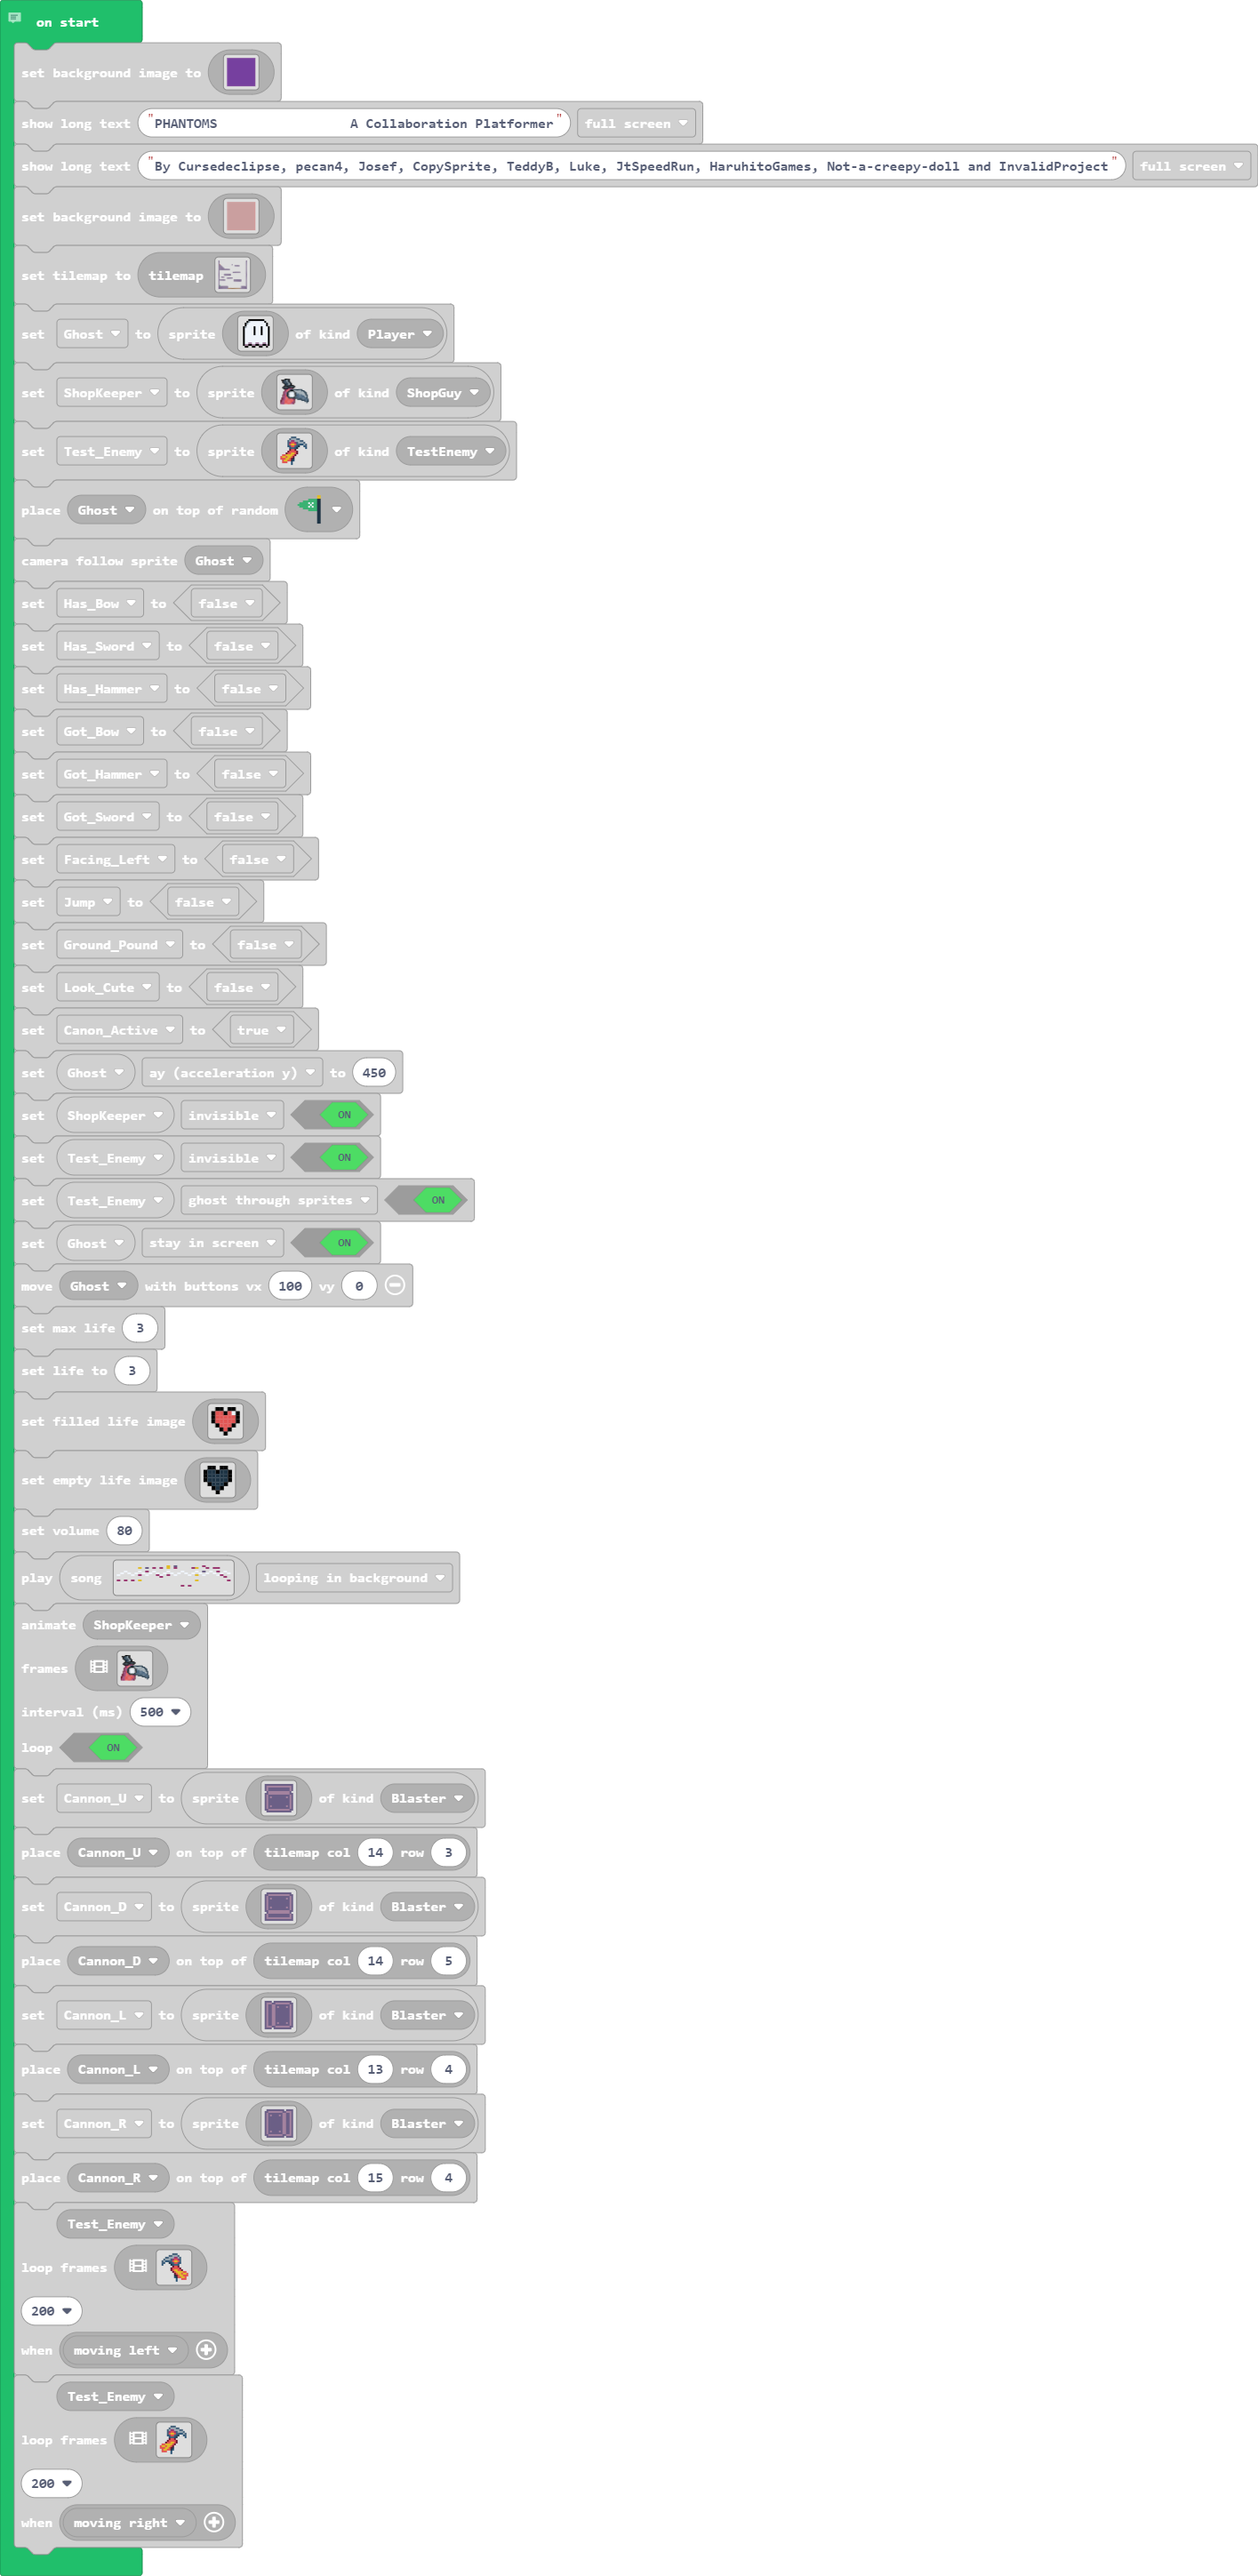 on start
set background image to
show long text "PHANTOMS A Collaboration Platformer" full screen
show long text "By Cursedeclipse, pecan4, Josef, CopySprite, TeddyB, Luke, JtSpeedRun, HaruhitoGames, Not-a-creepy-doll and InvalidProject" full screen
set background image to
set tilemap to tilemap
set Ghost to sprite of kind Player
set ShopKeeper to sprite of kind ShopGuy
set Test_Enemy to sprite of kind TestEnemy
place Ghost on top of random
camera follow sprite Ghost
set Has_Bow to false
set Has_Sword to false
set Has_Hammer to false
set Got_Bow to false
set Got_Hammer to false
set Got_Sword to false
set Facing_Left to false
set Jump to false
set Ground_Pound to false
set Look_Cute to false
set Canon_Active to true
set Ghost ay (acceleration y) to 450
set ShopKeeper invisible ON
set Test_Enemy invisible ON
set Test_Enemy ghost through sprites ON
set Ghost stay in screen ON
move Ghost with buttons vx 100 vy 0
set max life 3
set life to 3
set filled life image
set empty life image
set volume 80
play song looping in background
animate ShopKeeper
frames
interval (ms) 500
loop ON
set Cannon_U to sprite of kind Blaster
place Cannon_U on top of tilemap col 14 row 3
set Cannon_D to sprite of kind Blaster
place Cannon_D on top of tilemap col 14 row 5
set Cannon_L to sprite of kind Blaster
place Cannon_L on top of tilemap col 13 row 4
set Cannon_R to sprite of kind Blaster
place Cannon_R on top of tilemap col 15 row 4
Test_Enemy
loop frames
200
when moving left
Test_Enemy
loop frames
200
when moving right